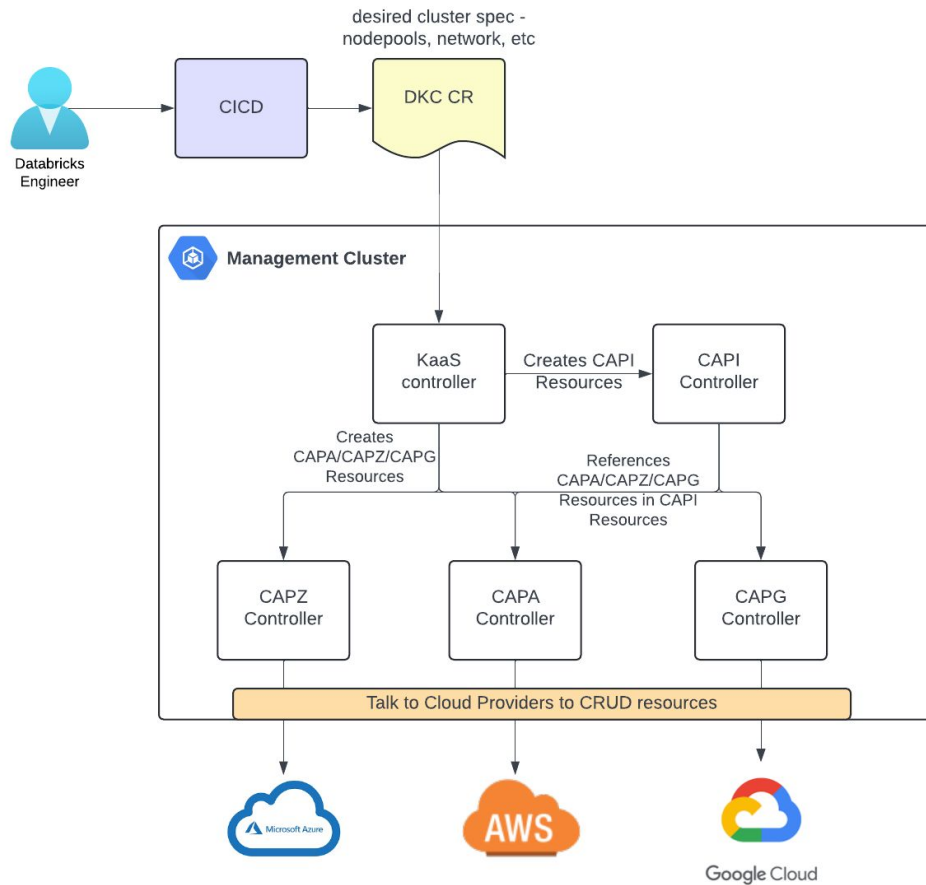 desired cluster spec -
nodepools, network, etc
CICD
DKC CR
Databricks
Engineer
Management Cluster
KaaS
controller
Creates CAPI
Resources
CAPI
Controller
Creates
CAPA/CAPZ/CAPG
Resources
References
CAPA/CAPZ/CAPG
Resources in CAPI
Resources
CAPZ
Controller
CAPA
Controller
CAPG
Controller
Talk to Cloud Providers to CRUD resources
Microsoft Azure
AWS
Google Cloud